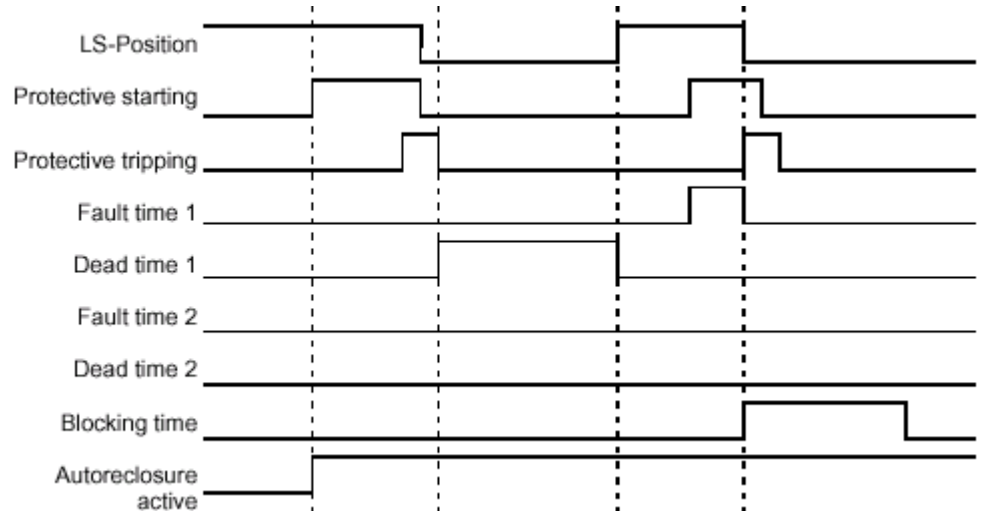 LS-Position
Protective starting
Protective tripping
Fault time 1
Dead time 1
Fault time 2
Dead time 2
Blocking time
Autoreclosure
active